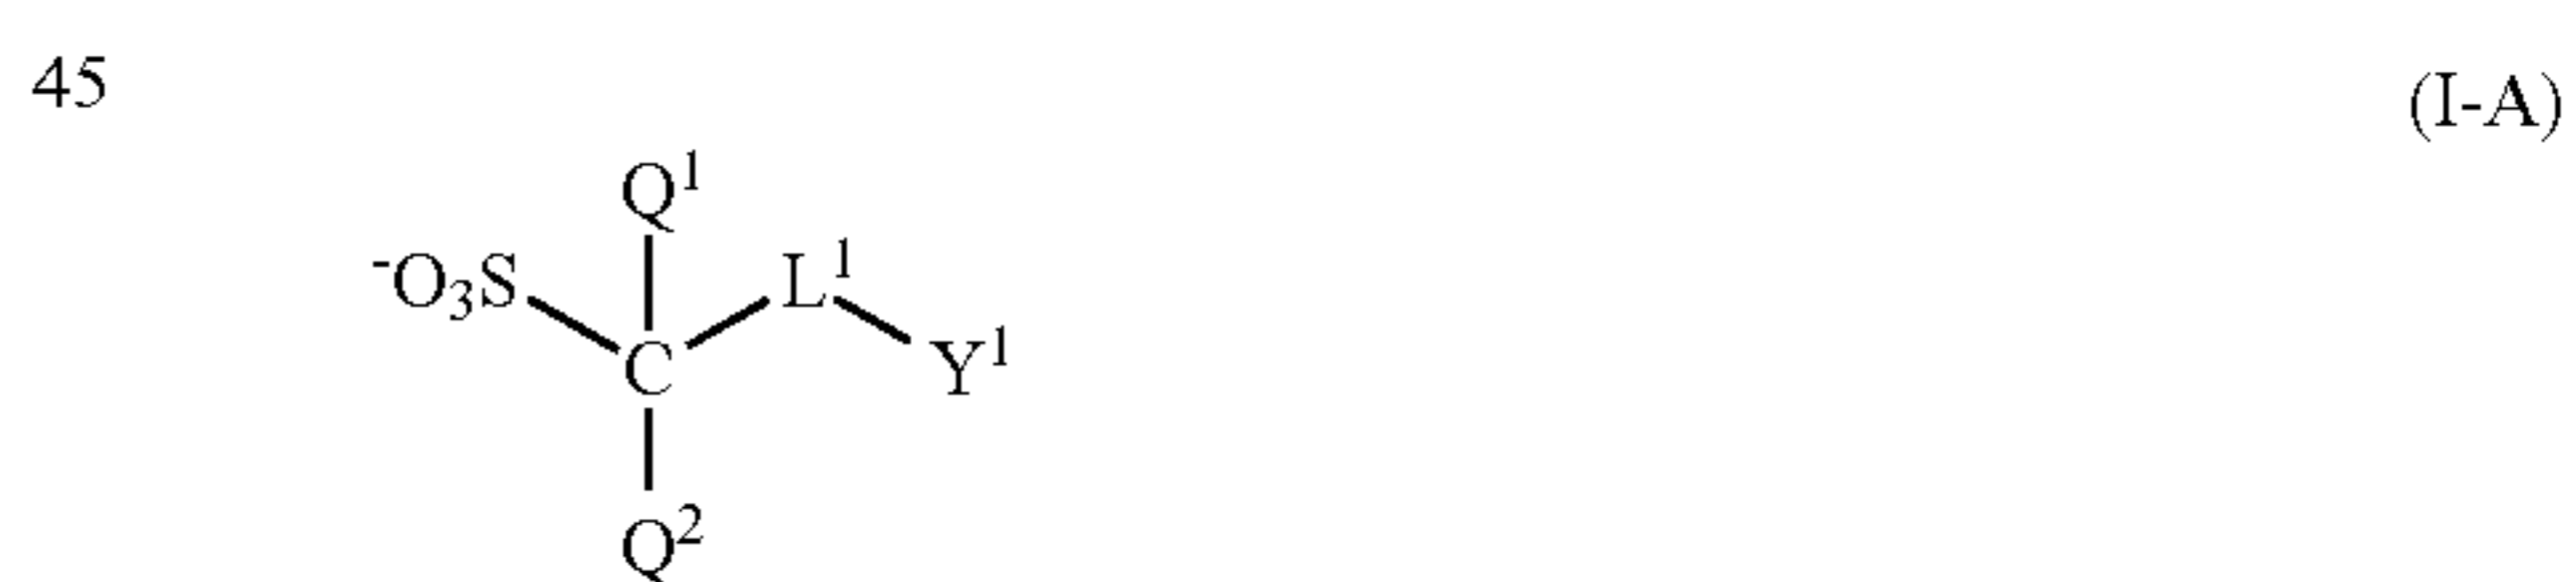 45 (I-A)
Q¹
⁻O₃S L¹
C Y¹
Q²